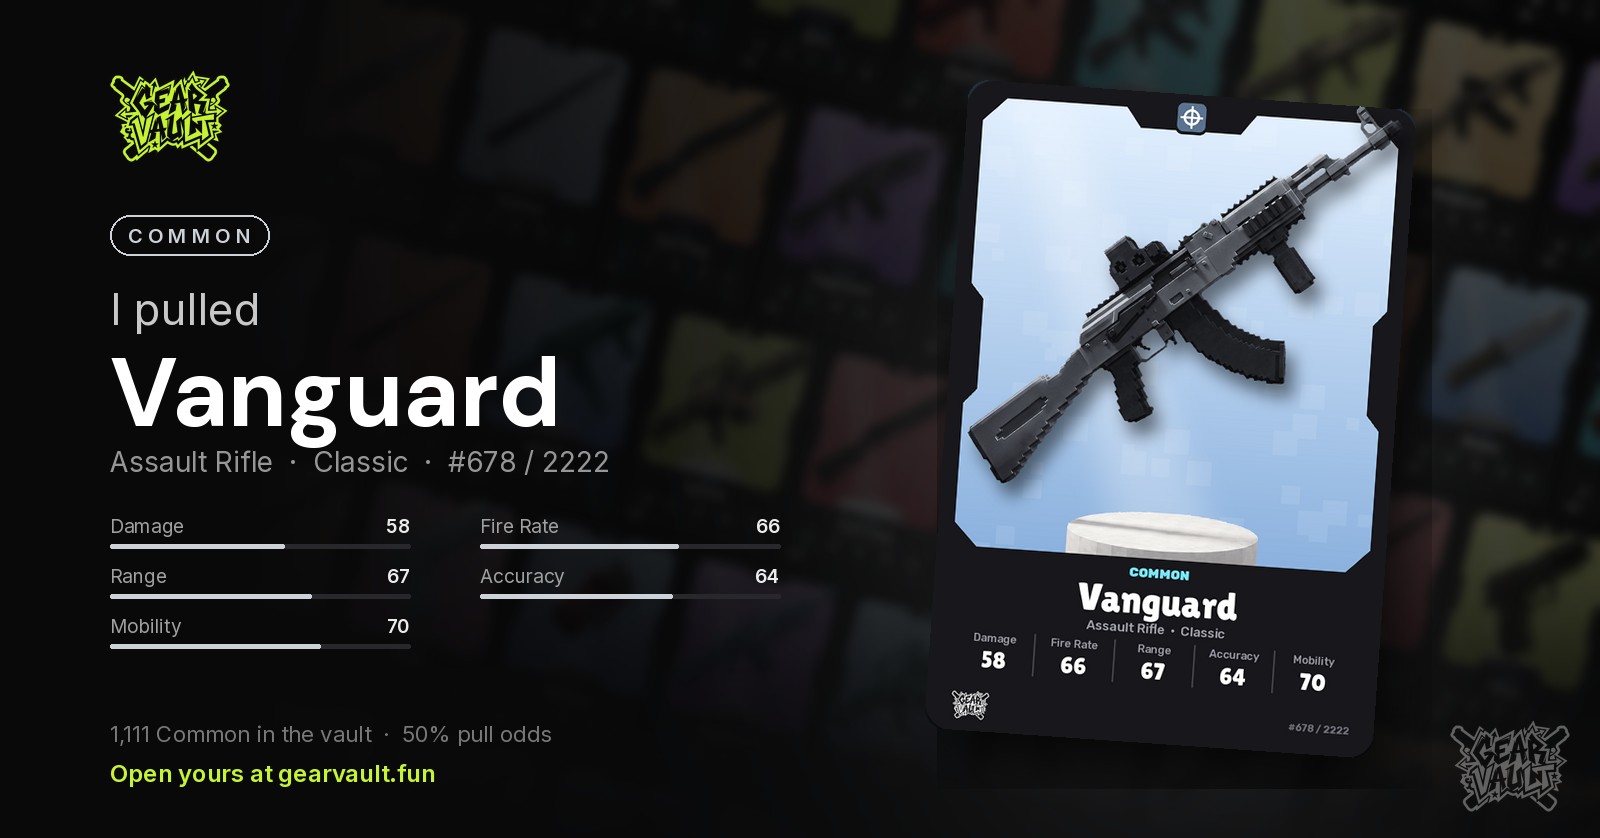 GEAR
VAULT
COMMON
I pulled
Vanguard
Assault Rifle · Classic · #678 / 2222
Damage 58
Fire Rate 66
Range 67
Accuracy 64
Mobility 70
1,111 Common in the vault · 50% pull odds
Open yours at gearvault.fun
COMMON
Vanguard
Assault Rifle · Classic
Damage Fire Rate Range Accuracy Mobility
58 66 67 64 70
GEAR
VAULT
#678 / 2222
GEAR
VAULT